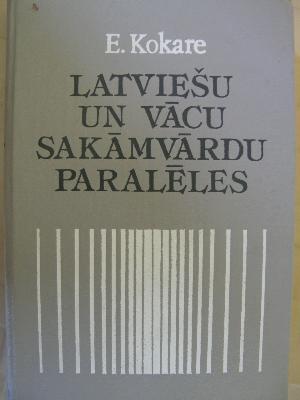 E. Kokare
LATVIEŠU
UN VĀCU
SAKĀMVĀRDU
PARALĒLES